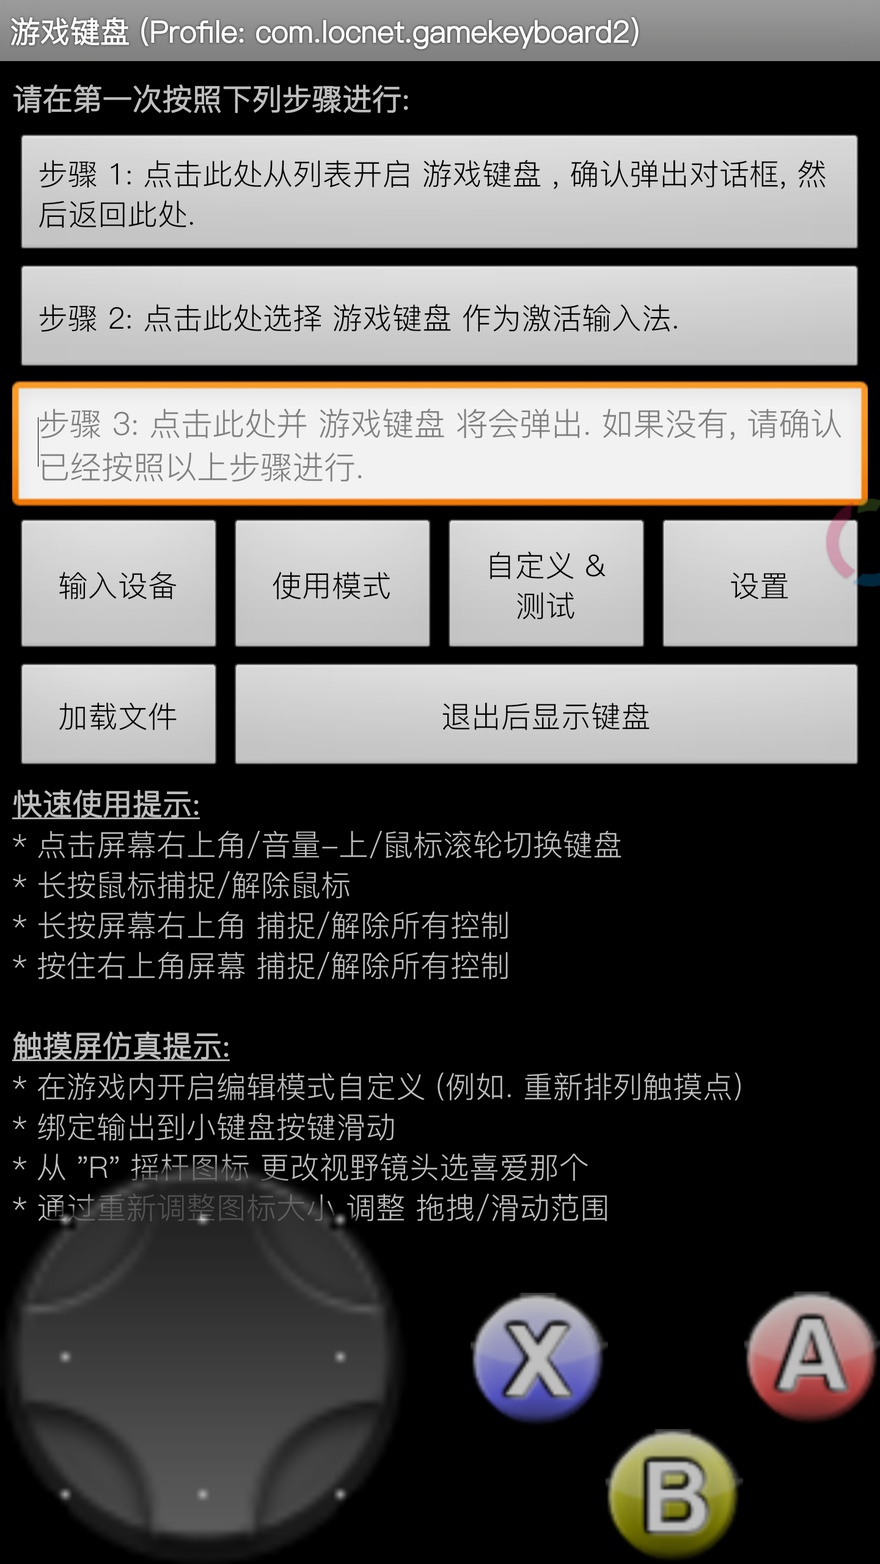 游戏键盘 (Profile: com.locnet.gamekeyboard2)
请在第一次按照下列步骤进行:
步骤 1: 点击此处从列表开启 游戏键盘 , 确认弹出对话框, 然
后返回此处.
步骤 2: 点击此处选择 游戏键盘 作为激活输入法.
步骤 3: 点击此处并 游戏键盘 将会弹出. 如果没有, 请确认
已经按照以上步骤进行.
输入设备
使用模式
自定义 &
测试
设置
加载文件
退出后显示键盘
快速使用提示:
* 点击屏幕右上角/音量-上/鼠标滚轮切换键盘
* 长按鼠标捕捉/解除鼠标
* 长按屏幕右上角 捕捉/解除所有控制
* 按住右上角屏幕 捕捉/解除所有控制
触摸屏仿真提示:
* 在游戏内开启编辑模式自定义 (例如. 重新排列触摸点)
* 绑定输出到小键盘按键滑动
* 从 "R" 摇杆图标 更改视野镜头选喜爱那个
* 通过重新调整图标大小 调整 拖拽/滑动范围
X
A
B